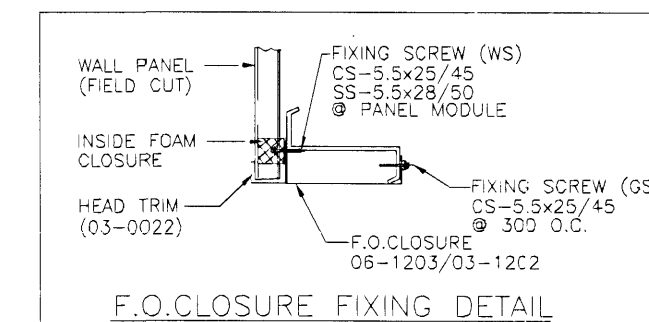 WALL PANEL
(FIELD CUT)
INSIDE FOAM
CLOSURE
HEAD TRIM
(03-0022)
FIXING SCREW (WS)
CS-5.5x25/45
SS-5.5x28/50
@ PANEL MODULE
FIXING SCREW (GS
CS-5.5x25/45
@ 300 O.C.
F.O.CLOSURE
06-1203/03-1202
F.O.CLOSURE FIXING DETAIL